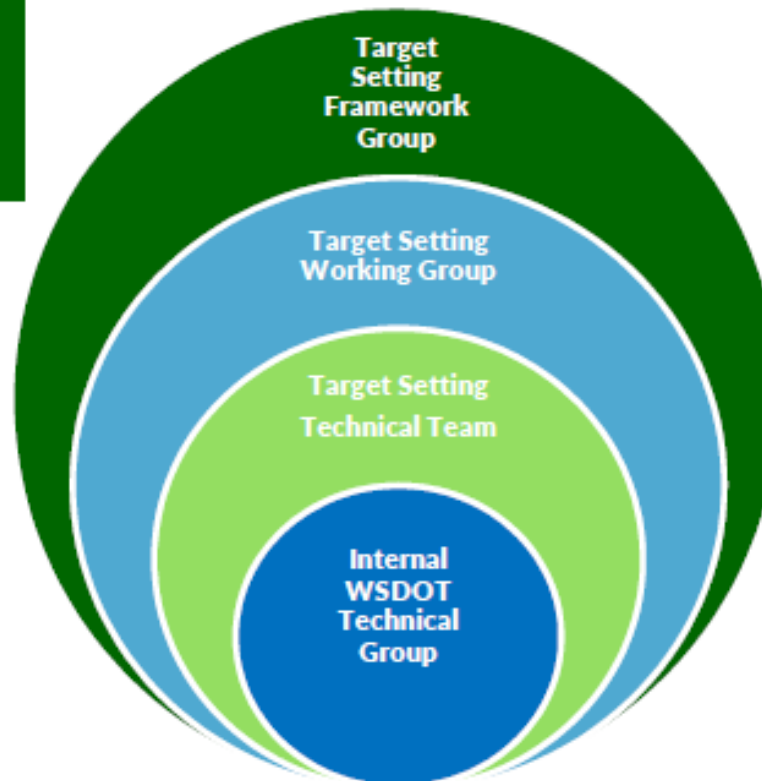 Target
Setting
Framework
Group
Target Setting
Working Group
Target Setting
Technical Team
Internal
WSDOT
Technical
Group